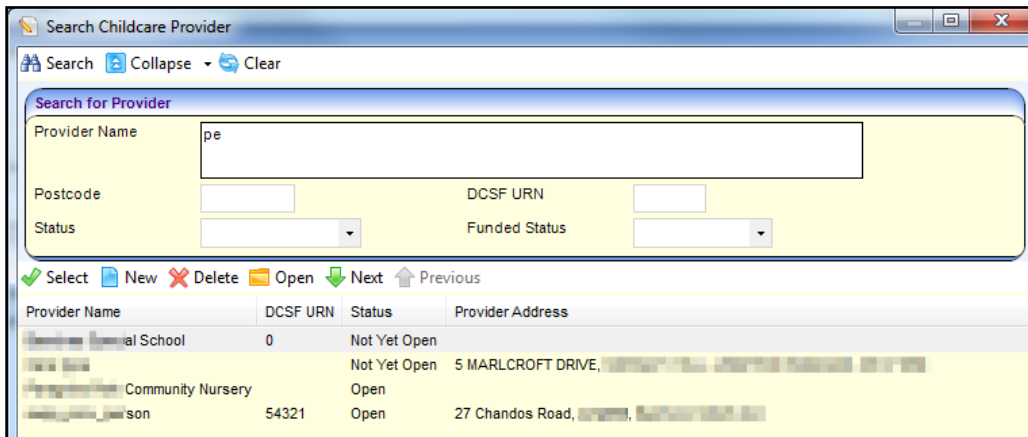 Search Childcare Provider
Search Collapse Clear
Search for Provider
Provider Name pe
Postcode DCSF URN
Status Funded Status
Select New Delete Open Next Previous
Provider Name DCSF URN Status Provider Address
al School 0 Not Yet Open
Not Yet Open 5 MARLCROFT DRIVE,
Community Nursery Open
son 54321 Open 27 Chandos Road,